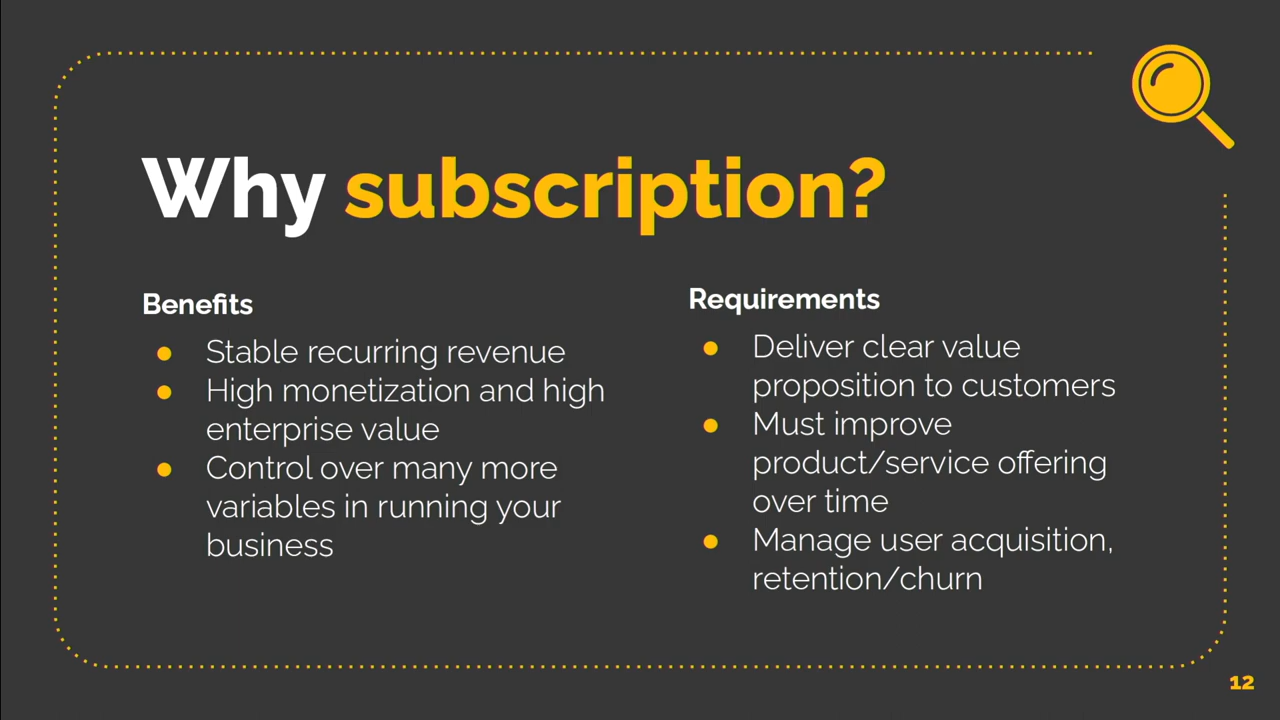 Why subscription?
Benefits
● Stable recurring revenue
● High monetization and high
enterprise value
● Control over many more
variables in running your
business
Requirements
● Deliver clear value
proposition to customers
● Must improve
product/service offering
over time
● Manage user acquisition,
retention/churn
12